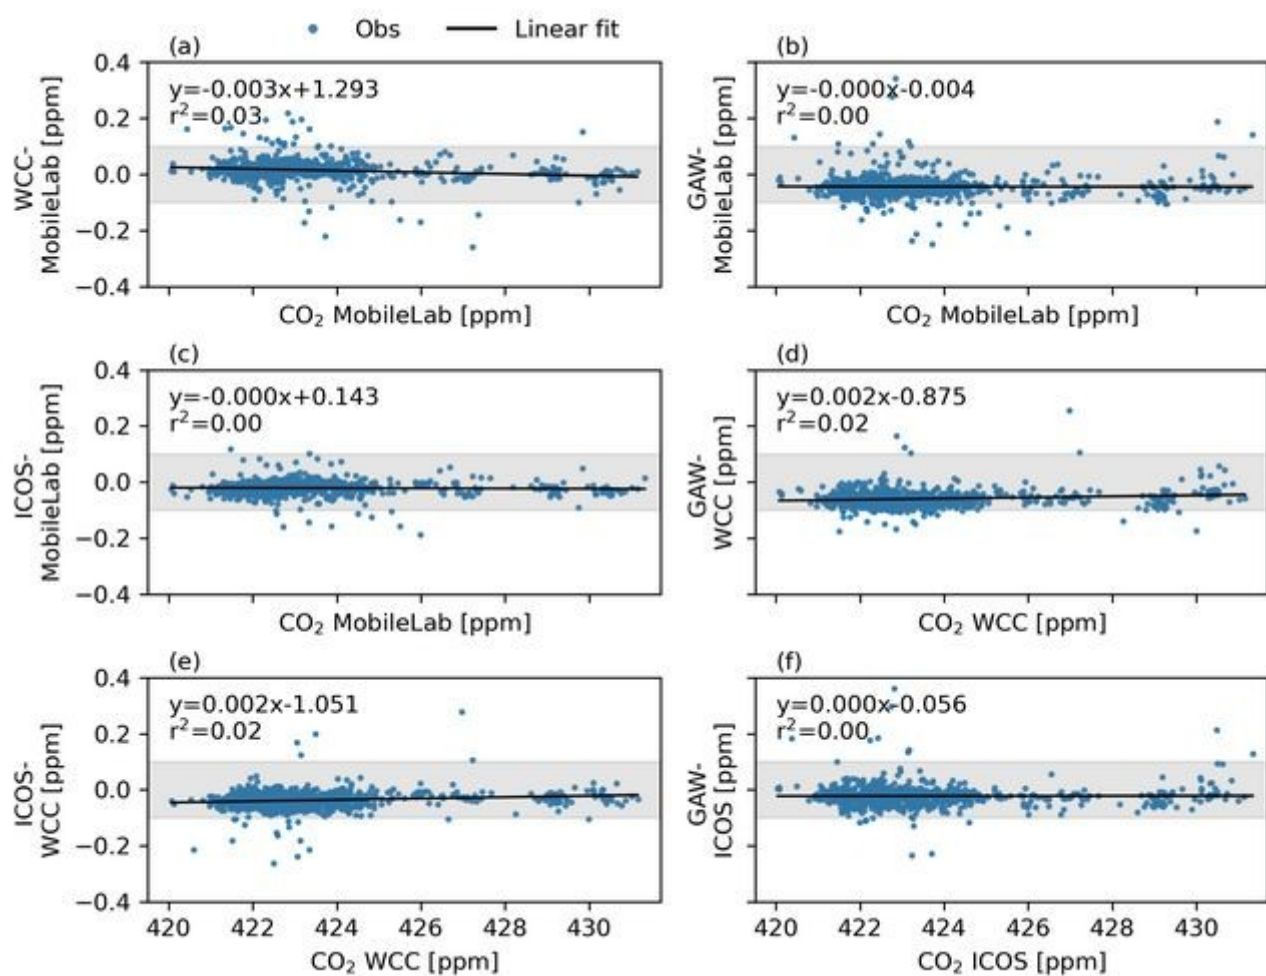 Obs Linear fit
(a)
y=-0.003x+1.293
r²=0.03
0.4
0.2
0.0
−0.2
−0.4
WCC-
MobileLab [ppm]
420 422 424 426 428 430
CO₂ MobileLab [ppm]
(b)
y=-0.000x-0.004
r²=0.00
GAW-
MobileLab [ppm]
CO₂ MobileLab [ppm]
(c)
y=-0.000x+0.143
r²=0.00
0.4
0.2
0.0
−0.2
−0.4
ICOS-
MobileLab [ppm]
CO₂ MobileLab [ppm]
(d)
y=0.002x-0.875
r²=0.02
GAW-
WCC [ppm]
CO₂ WCC [ppm]
(e)
y=0.002x-1.051
r²=0.02
0.4
0.2
0.0
−0.2
−0.4
ICOS-
WCC [ppm]
420 422 424 426 428 430
CO₂ WCC [ppm]
(f)
y=0.000x-0.056
r²=0.00
GAW-
ICOS [ppm]
420 422 424 426 428 430
CO₂ ICOS [ppm]